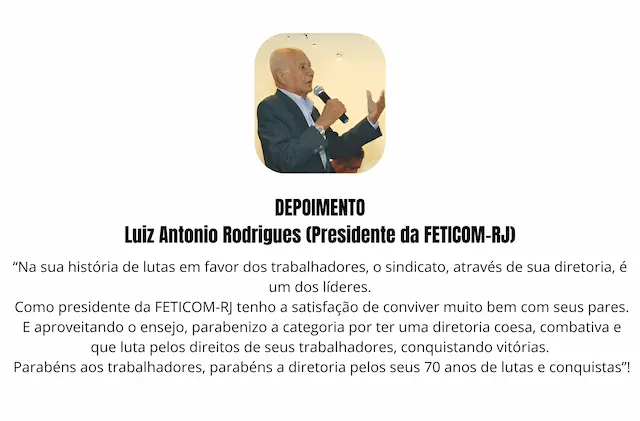 DEPOIMENTO
Luiz Antonio Rodrigues (Presidente da FETICOM-RJ)
“Na sua história de lutas em favor dos trabalhadores, o sindicato, através de sua diretoria, é
um dos líderes.
Como presidente da FETICOM-RJ tenho a satisfação de conviver muito bem com seus pares.
E aproveitando o ensejo, parabenizo a categoria por ter uma diretoria coesa, combativa e
que luta pelos direitos de seus trabalhadores, conquistando vitórias.
Parabéns aos trabalhadores, parabéns a diretoria pelos seus 70 anos de lutas e conquistas”!